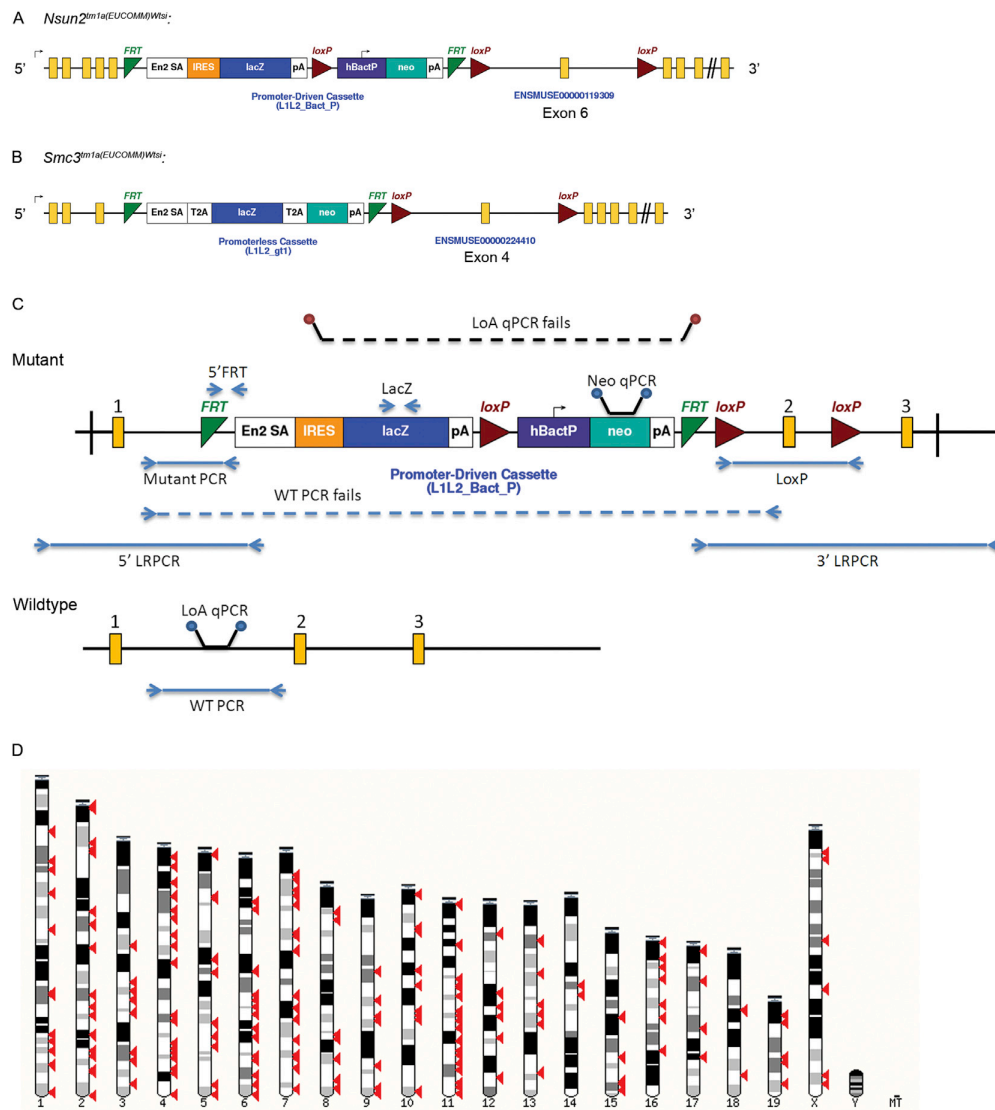 A Nsun2tm1a(EUCOMM)Wtsi:
FRT loxP FRT loxP loxP
5’ En2 SA IRES lacZ pA hBactP neo pA 3’
Promoter-Driven Cassette
(L1L2_Bact_P)
ENSMUSE00000119309
Exon 6
B Smc3tm1a(EUCOMM)Wtsi:
FRT FRT loxP loxP
5’ En2 SA T2A lacZ T2A neo pA 3’
Promoterless Cassette
(L1L2_gt1)
ENSMUSE00000224410
Exon 4
C
LoA qPCR fails
Mutant
5’FRT
LacZ
Neo qPCR
1 FRT loxP FRT loxP 2 loxP 3
En2 SA IRES lacZ pA hBactP neo pA
Mutant PCR
Promoter-Driven Cassette
(L1L2_Bact_P)
LoxP
WT PCR fails
5’ LRPCR
3’ LRPCR
Wildtype
LoA qPCR
1 2 3
WT PCR
D
1 2 3 4 5 6 7 8 9 10 11 12 13 14 15 16 17 18 19 X Y MT